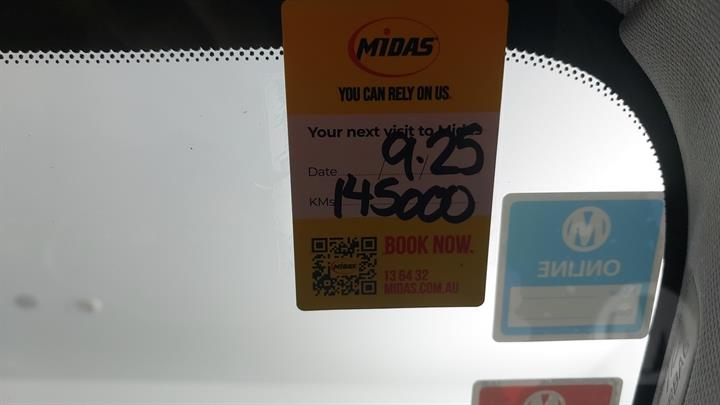 MIDAS
YOU CAN RELY ON US.
Your next visit to Midas
Date 9.25
KMs 145000
MIDAS
BOOK NOW.
13 64 32
MIDAS.COM.AU
M
ONLINE